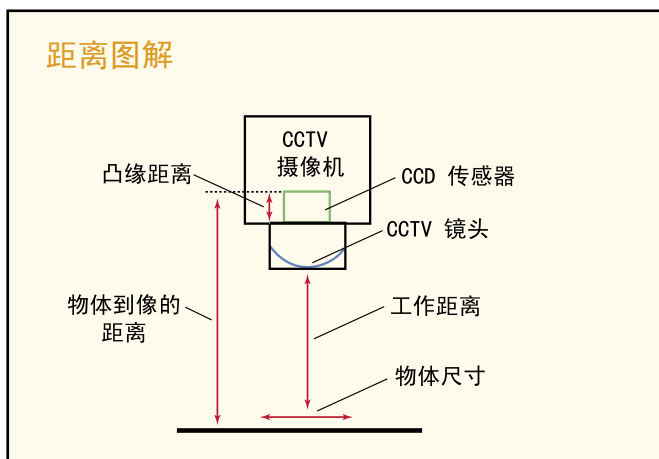 距离图解
CCTV
摄像机
凸缘距离
CCD 传感器
CCTV 镜头
物体到像的
距离
工作距离
物体尺寸